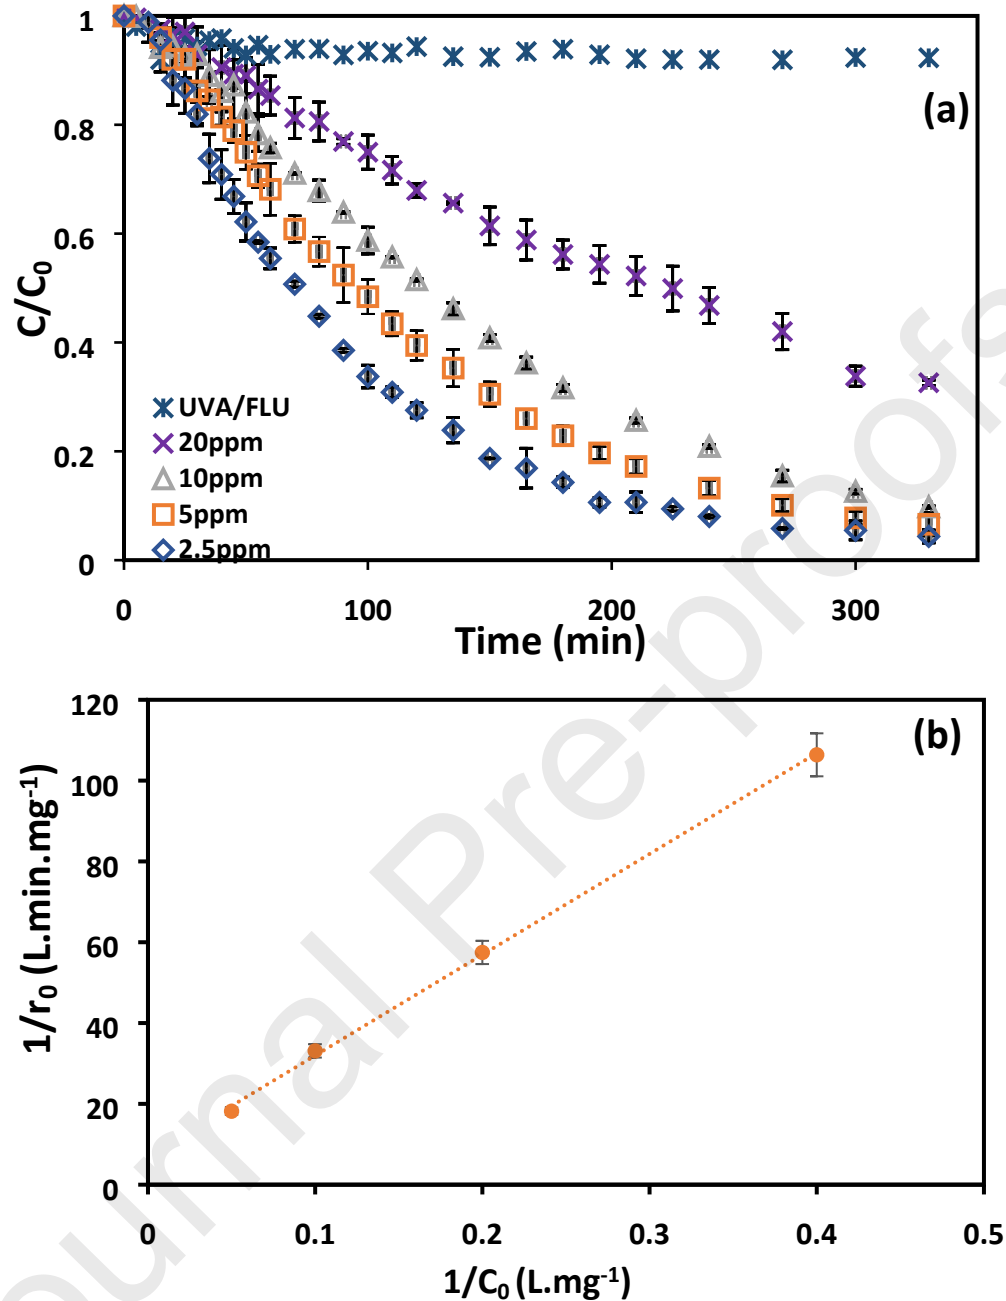 1
0.8
0.6
0.4
0.2
0
C/C₀
(a)
UVA/FLU
20ppm
10ppm
5ppm
2.5ppm
0 100 200 300
Time (min)
120
100
80
60
40
20
0
1/r₀ (L.min.mg⁻¹)
(b)
0 0.1 0.2 0.3 0.4 0.5
1/C₀ (L.mg⁻¹)
Journal Pre-proofs